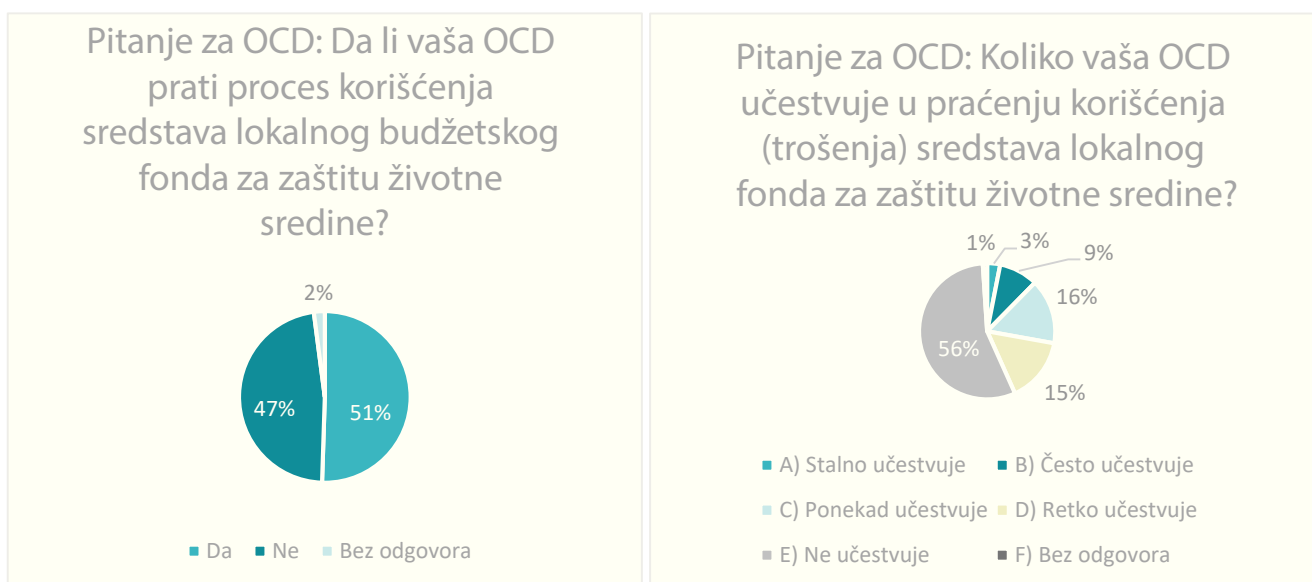 Pitanje za OCD: Da li vaša OCD
prati proces korišćenja
sredstava lokalnog budžetskog
fonda za zaštitu životne
sredine?
2%
47%
51%
Da
Ne
Bez odgovora
Pitanje za OCD: Koliko vaša OCD
učestvuje u praćenju korišćenja
(trošenja) sredstava lokalnog
fonda za zaštitu životne sredine?
1%
3%
9%
16%
56%
15%
A) Stalno učestvuje
B) Često učestvuje
C) Ponekad učestvuje
D) Retko učestvuje
E) Ne učestvuje
F) Bez odgovora